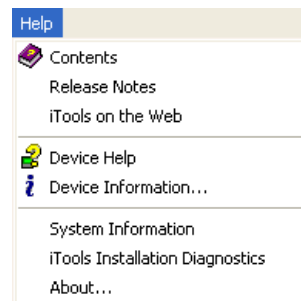 Help
Contents
Release Notes
iTools on the Web
Device Help
Device Information...
System Information
iTools Installation Diagnostics
About...